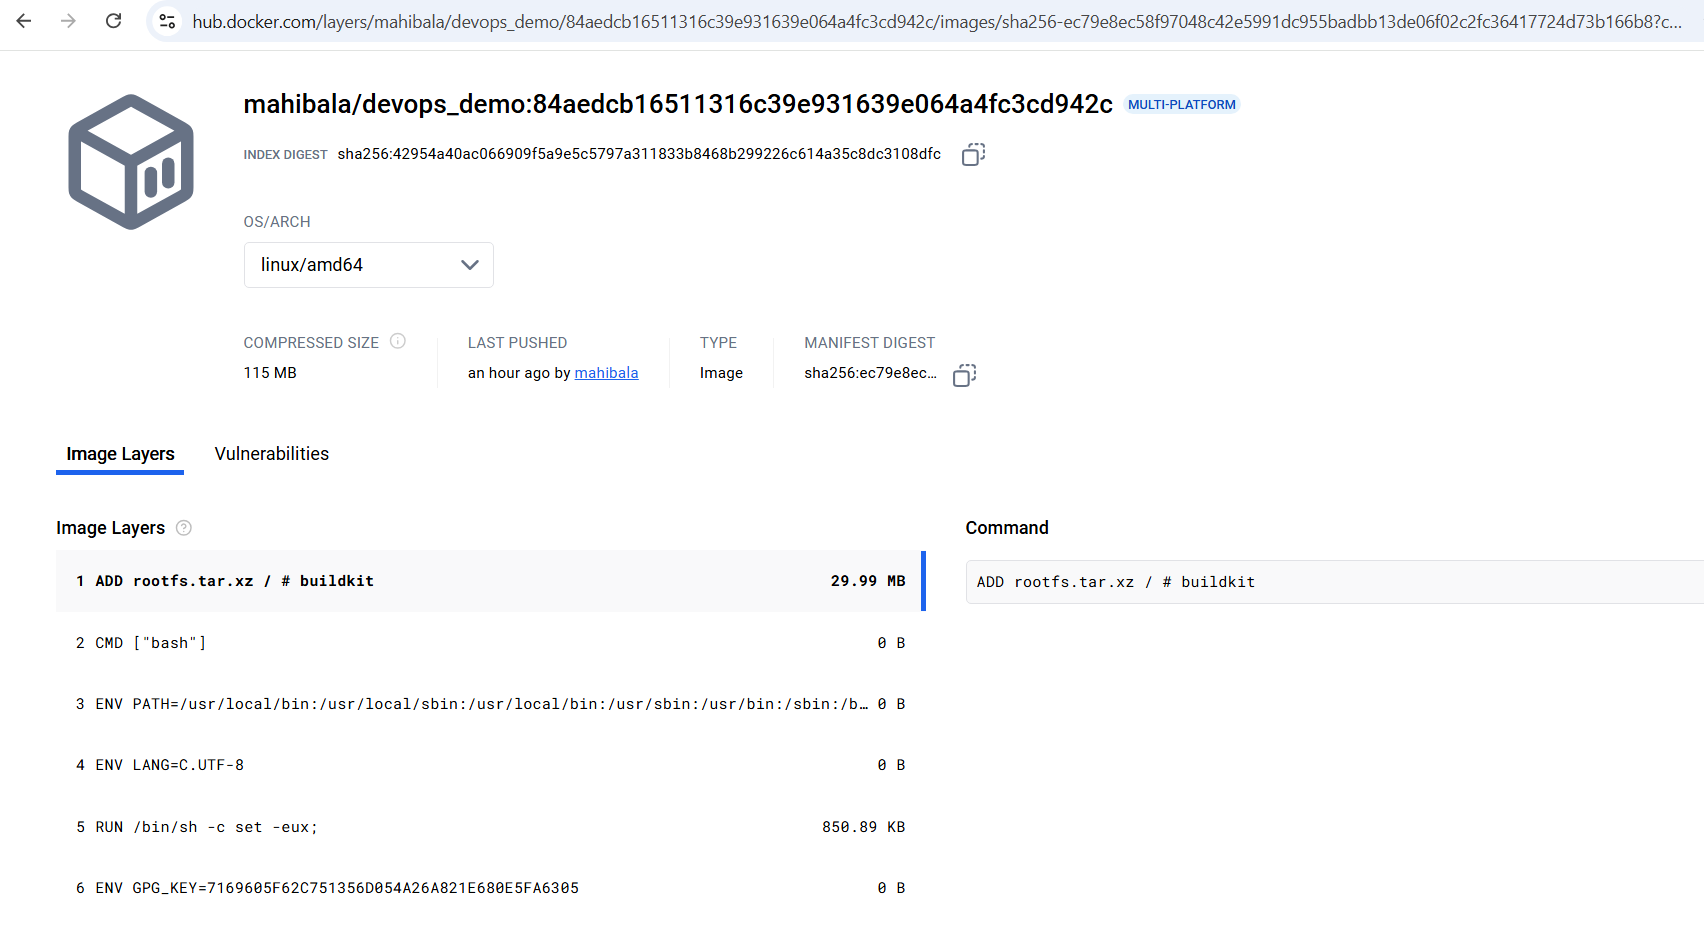 hub.docker.com/layers/mahibala/devops_demo/84aedcb16511316c39e931639e064a4fc3cd942c/images/sha256-ec79e8ec58f97048c42e5991dc955badbb13de06f02c2fc36417724d73b166b8?c...
mahibala/devops_demo:84aedcb16511316c39e931639e064a4fc3cd942c MULTI-PLATFORM
INDEX DIGEST sha256:42954a40ac066909f5a9e5c5797a311833b8468b299226c614a35c8dc3108dfc
OS/ARCH
linux/amd64
COMPRESSED SIZE LAST PUSHED TYPE MANIFEST DIGEST
115 MB an hour ago by mahibala Image sha256:ec79e8ec...
Image Layers Vulnerabilities
Image Layers Command
1 ADD rootfs.tar.xz / # buildkit 29.99 MB ADD rootfs.tar.xz / # buildkit
2 CMD ["bash"] 0 B
3 ENV PATH=/usr/local/bin:/usr/local/sbin:/usr/local/bin:/usr/sbin:/usr/bin:/sbin:/b… 0 B
4 ENV LANG=C.UTF-8 0 B
5 RUN /bin/sh -c set -eux; 850.89 KB
6 ENV GPG_KEY=7169605F62C751356D054A26A821E680E5FA6305 0 B